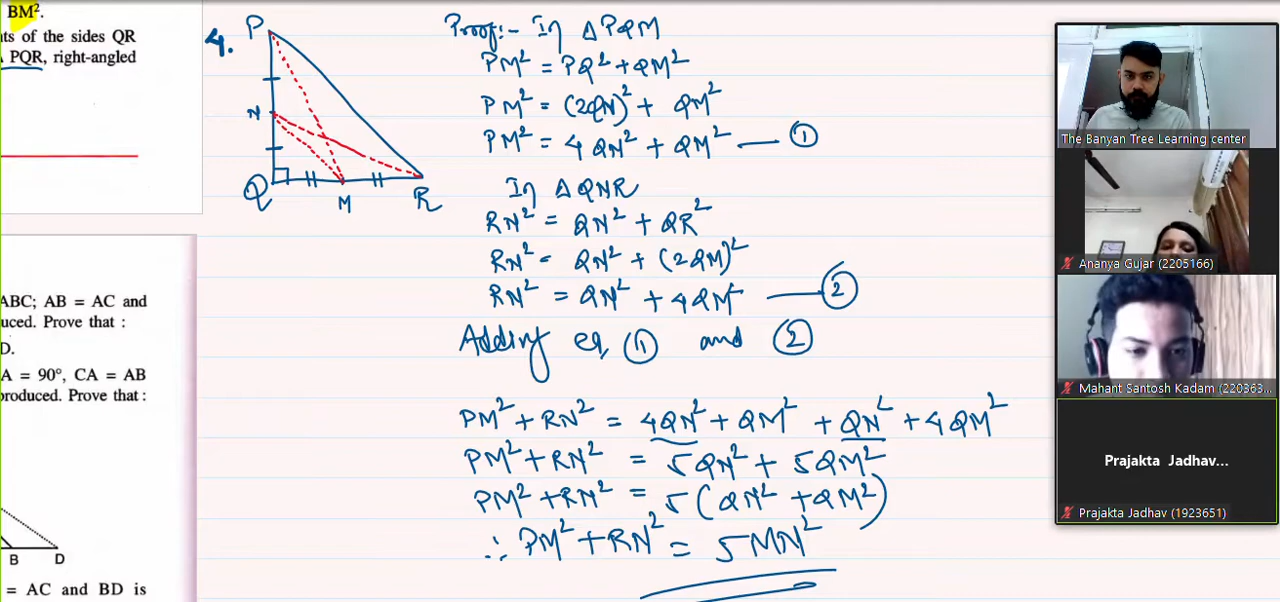 BM².
ts of the sides QR
PQR, right-angled
ABC; AB = AC and
uced. Prove that :
D.
A = 90°, CA = AB
produced. Prove that :
B D
= AC and BD is
4.
P
N
Q M R
Proof:- In △PQM
PM² = PQ² + QM²
PM² = (2QN)² + QM²
PM² = 4QN² + QM² — ①
In △QNR
RN² = QN² + QR²
RN² = QN² + (2QM)²
RN² = QN² + 4QM² — ②
Adding eq ① and ②
PM² + RN² = 4QN² + QM² + QN² + 4QM²
PM² + RN² = 5QN² + 5QM²
PM² + RN² = 5(QN² + QM²)
∴ PM² + RN² = 5MN²
The Banyan Tree Learning center
Ananya Gujar (2205166)
Mahant Santosh Kadam (220363...
Prajakta Jadhav...
Prajakta Jadhav (1923651)